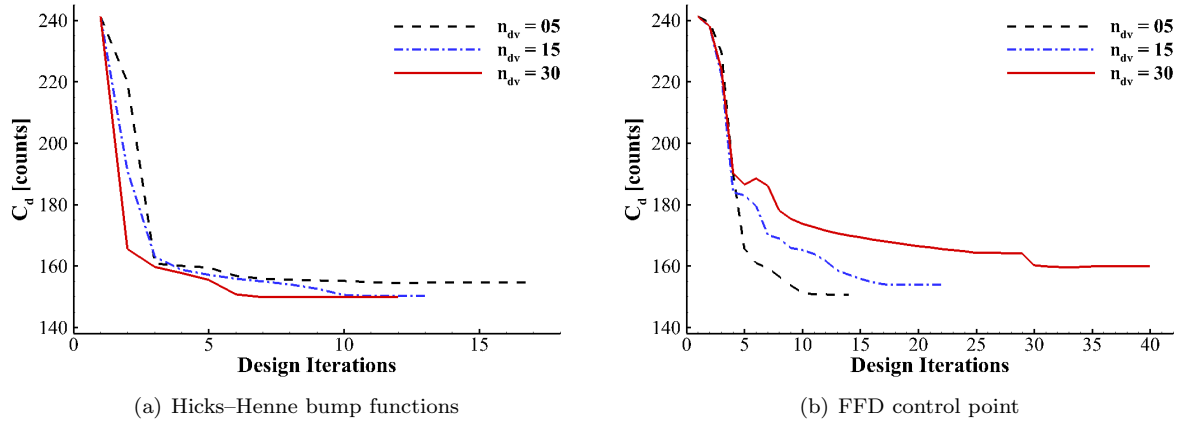 240
220
200
180
160
140
C_d [counts]
0
5
10
15
Design Iterations
n_dv = 05
n_dv = 15
n_dv = 30
(a) Hicks–Henne bump functions
240
220
200
180
160
140
C_d [counts]
0
5
10
15
20
25
30
35
40
Design Iterations
n_dv = 05
n_dv = 15
n_dv = 30
(b) FFD control point